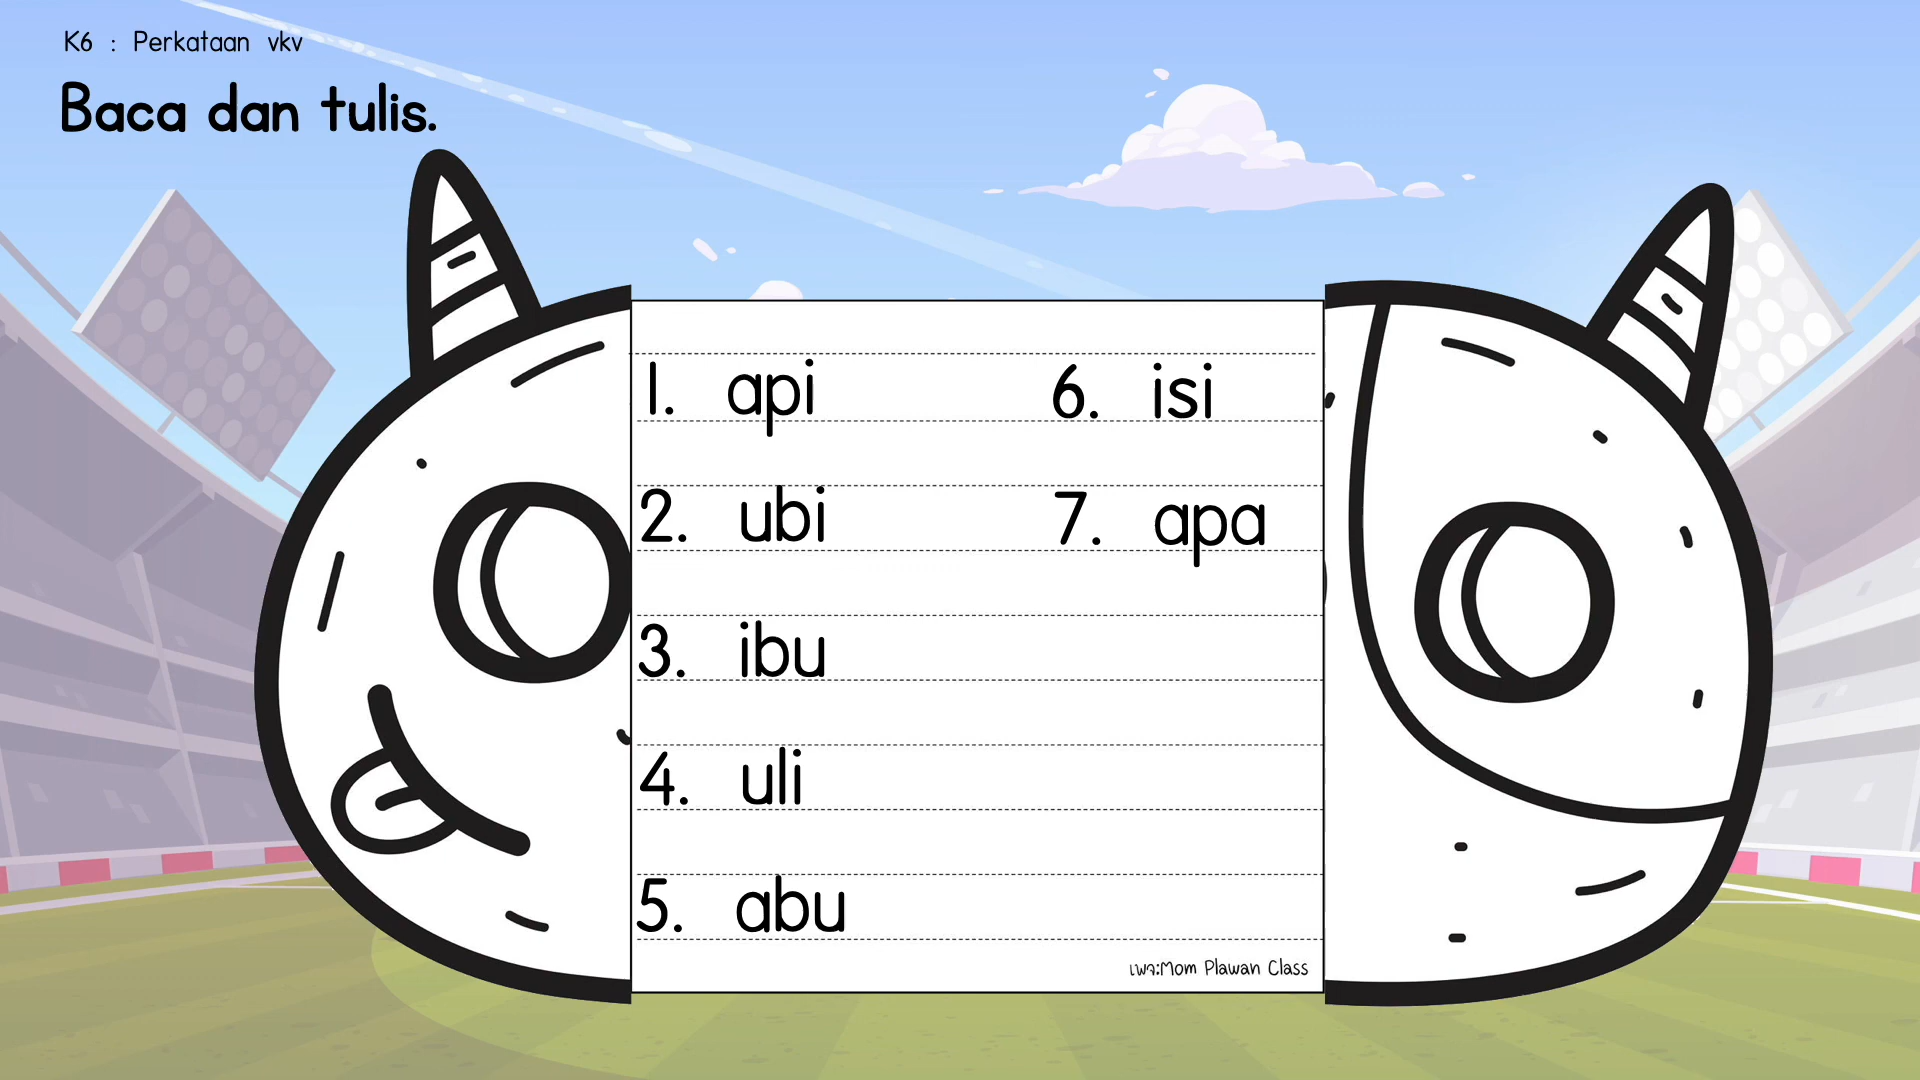 K6 : Perkataan vkv
Baca dan tulis.
1. api
2. ubi
3. ibu
4. uli
5. abu
6. isi
7. apa
เพจ:Mom Plawan Class